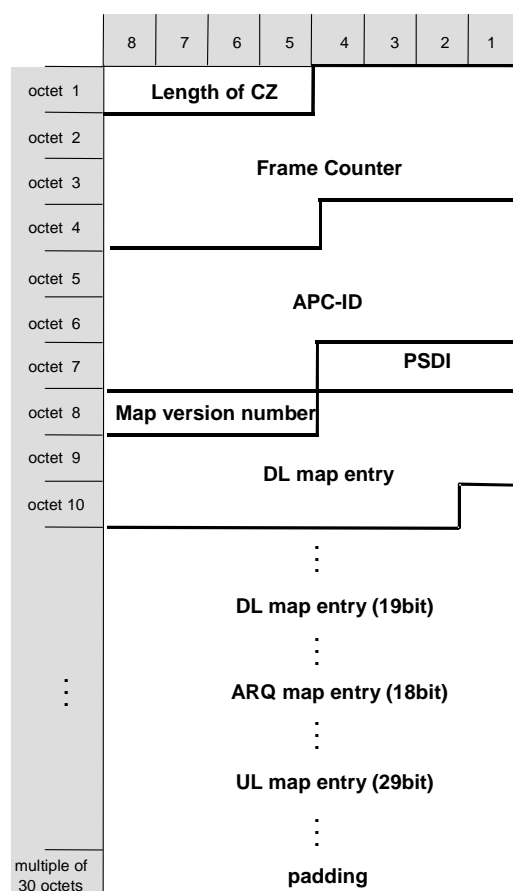 8 7 6 5 4 3 2 1
octet 1 Length of CZ
octet 2
Frame Counter
octet 3
octet 4
octet 5
APC-ID
octet 6
octet 7 PSDI
octet 8 Map version number
octet 9
DL map entry
octet 10
DL map entry (19bit)
ARQ map entry (18bit)
UL map entry (29bit)
multiple of
30 octets
padding